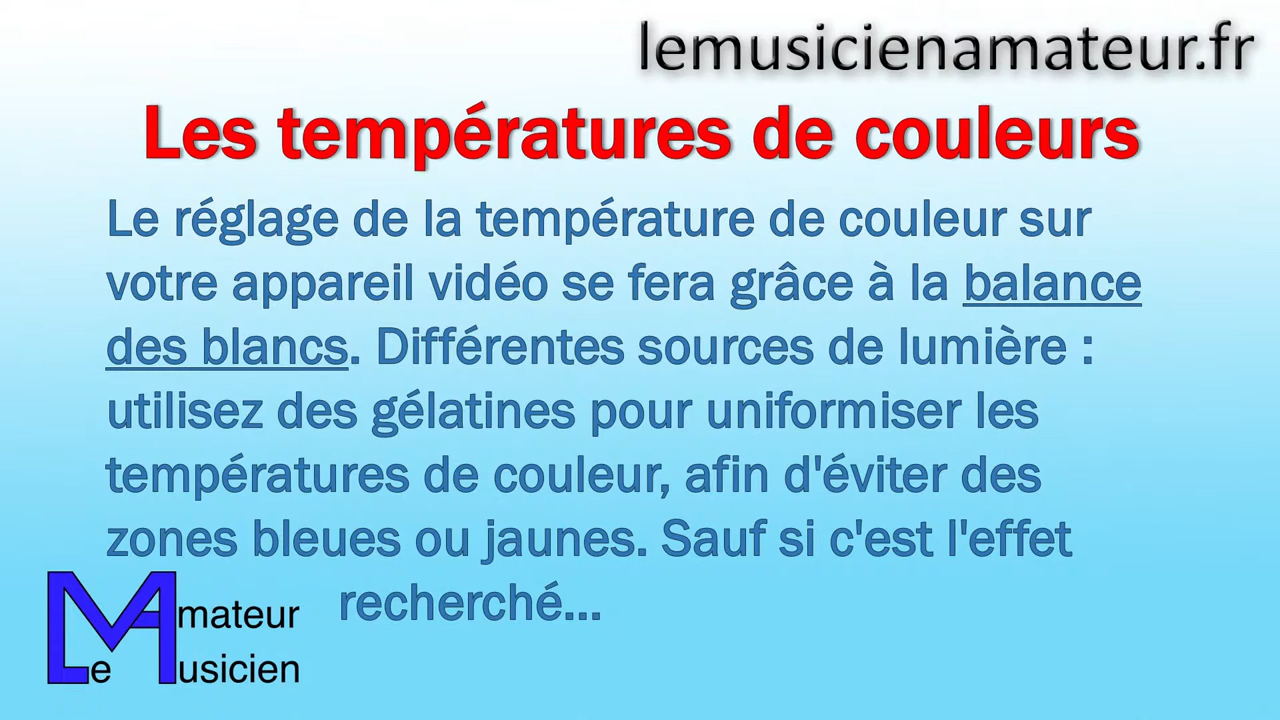 lemusicienamateur.fr
Les températures de couleurs
Le réglage de la température de couleur sur
votre appareil vidéo se fera grâce à la balance
des blancs. Différentes sources de lumière :
utilisez des gélatines pour uniformiser les
températures de couleur, afin d'éviter des
zones bleues ou jaunes. Sauf si c'est l'effet
recherché...
Amateur
Le Musicien